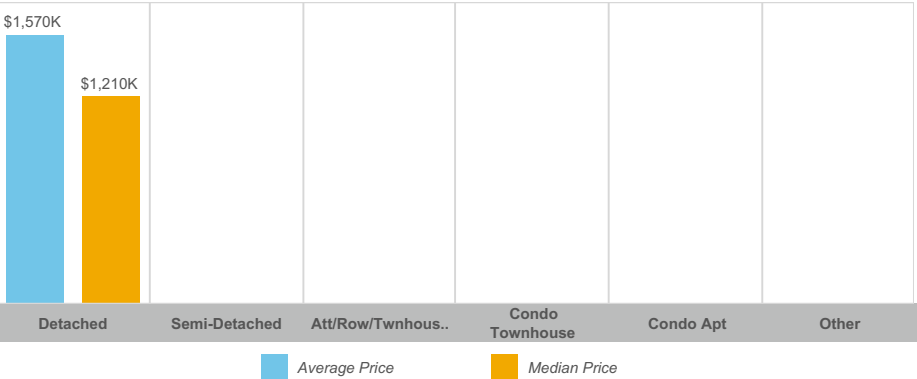 $1,570K
$1,210K
Detached
Semi-Detached
Att/Row/Twnhous..
Condo
Townhouse
Condo Apt
Other
Average Price
Median Price